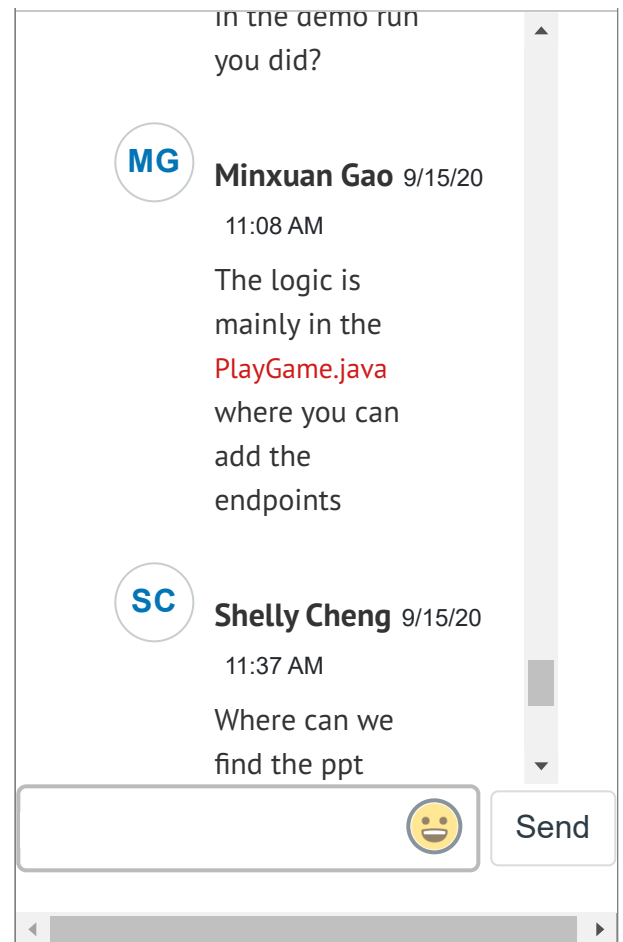 in the demo run
you did?
MG
Minxuan Gao 9/15/20
11:08 AM
The logic is
mainly in the
PlayGame.java
where you can
add the
endpoints
SC
Shelly Cheng 9/15/20
11:37 AM
Where can we
find the ppt
Send